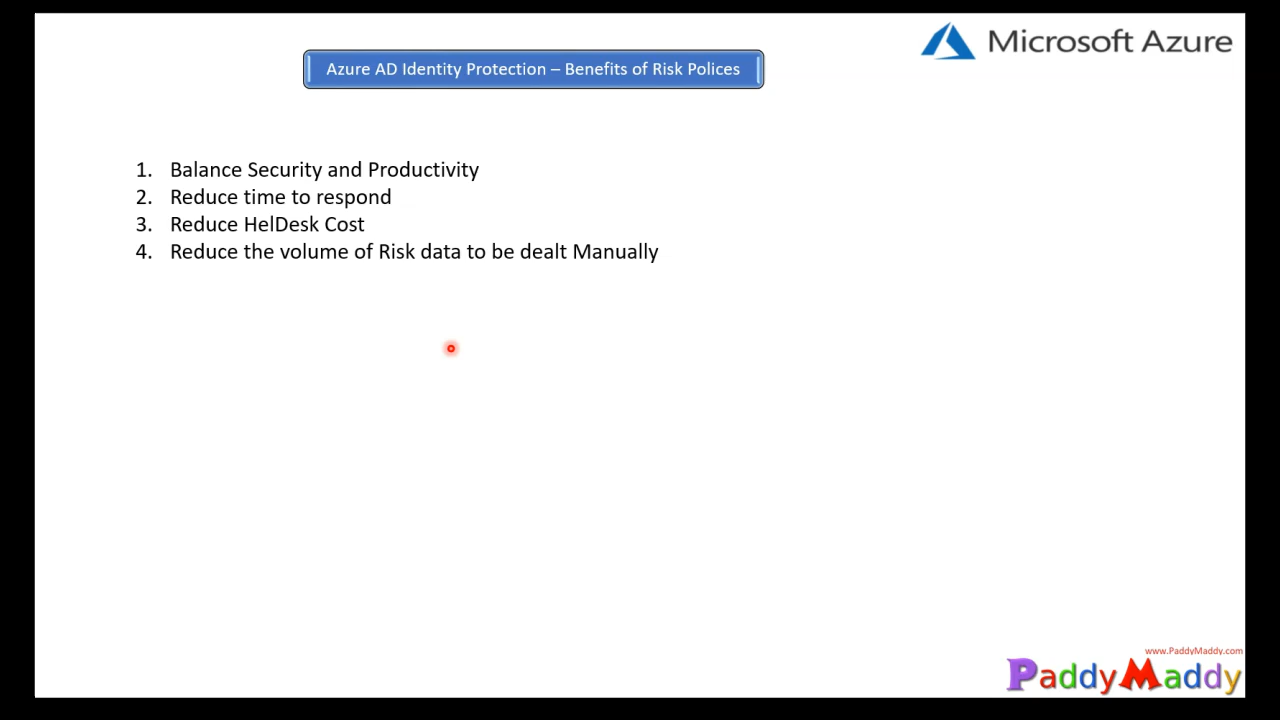 Microsoft Azure
Azure AD Identity Protection – Benefits of Risk Polices
1. Balance Security and Productivity
2. Reduce time to respond
3. Reduce HelDesk Cost
4. Reduce the volume of Risk data to be dealt Manually
www.PaddyMaddy.com
PaddyMaddy